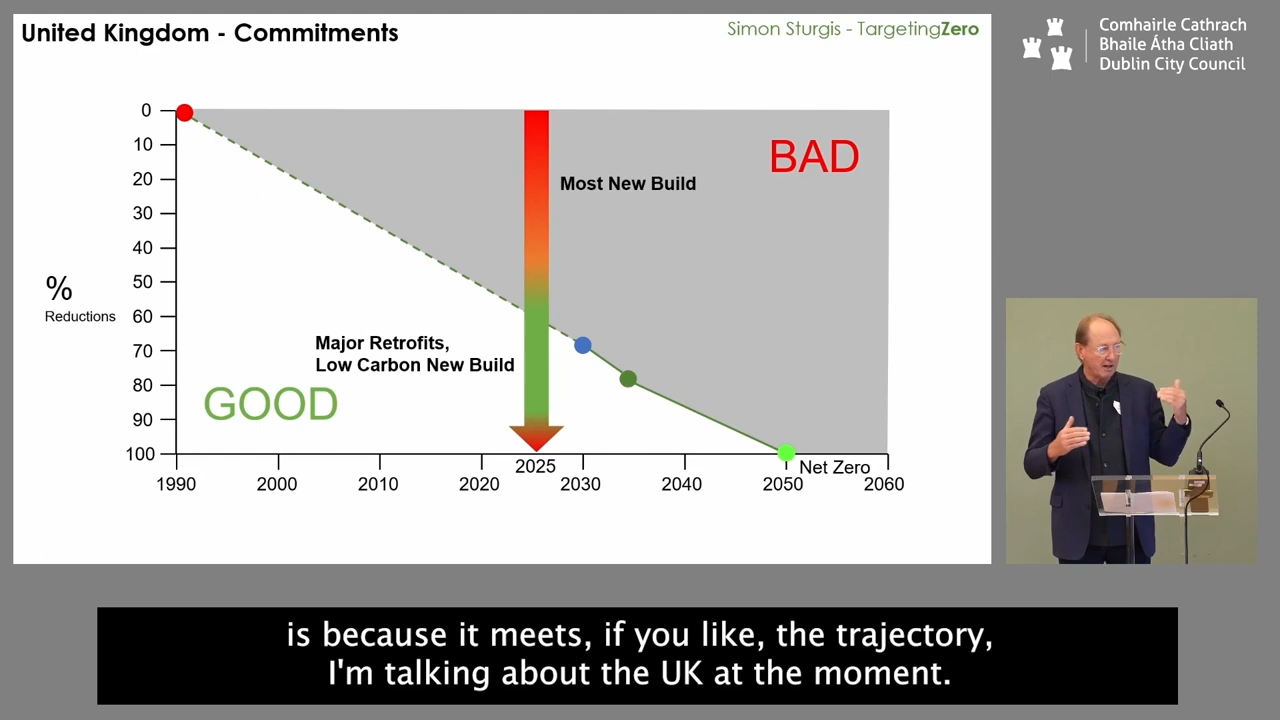 United Kingdom - Commitments
Simon Sturgis - TargetingZero
Comhairle Cathrach
Bhaile Átha Cliath
Dublin City Council
0
10
20
30
40
50
60
70
80
90
100
%
Reductions
BAD
Most New Build
Major Retrofits,
Low Carbon New Build
GOOD
Net Zero
2025
1990
2000
2010
2020
2030
2040
2050
2060
is because it meets, if you like, the trajectory,
I'm talking about the UK at the moment.